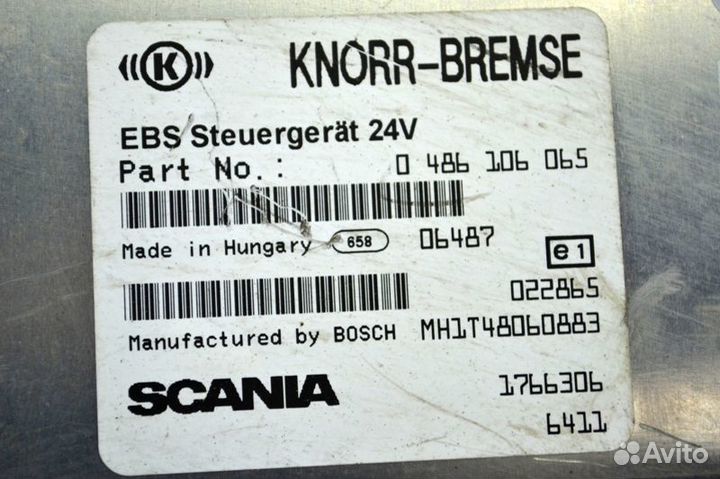 K KNORR-BREMSE
EBS Steuergerät 24V
Part No.: 0 486 106 065
Made in Hungary 658 06487 e1
022865
Manufactured by BOSCH MH1T48060883
SCANIA 1766306
6411
Avito